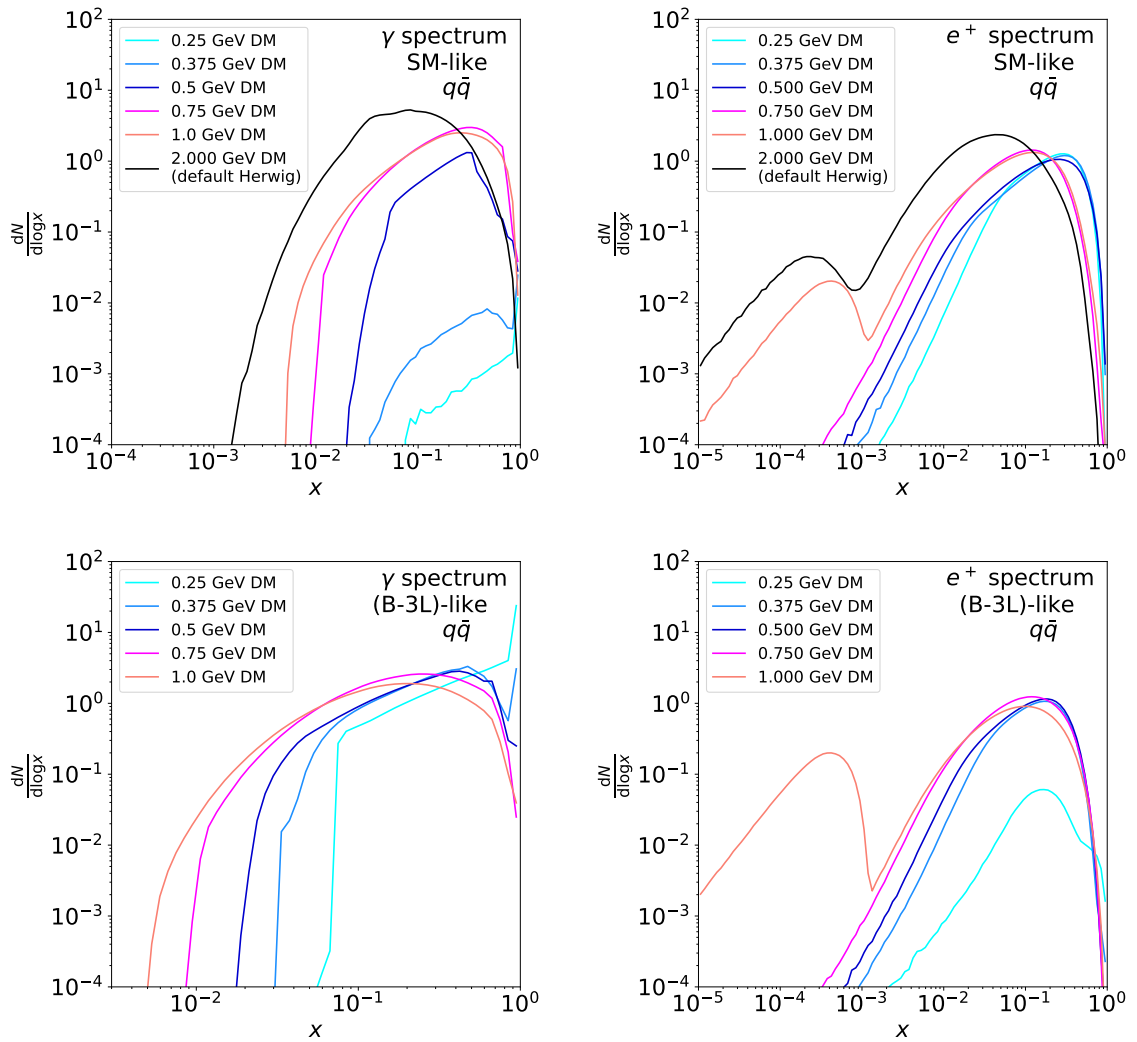 γ spectrum
SM-like
qq̄
0.25 GeV DM
0.375 GeV DM
0.5 GeV DM
0.75 GeV DM
1.0 GeV DM
2.000 GeV DM
(default Herwig)
10^2
10^1
10^0
10^-1
10^-2
10^-3
10^-4
dN/dlogx
10^-4 10^-3 10^-2 10^-1 10^0
x
e^+ spectrum
SM-like
qq̄
0.25 GeV DM
0.375 GeV DM
0.500 GeV DM
0.750 GeV DM
1.000 GeV DM
2.000 GeV DM
(default Herwig)
10^2
10^1
10^0
10^-1
10^-2
10^-3
10^-4
dN/dlogx
10^-5 10^-4 10^-3 10^-2 10^-1 10^0
x
γ spectrum
(B-3L)-like
qq̄
0.25 GeV DM
0.375 GeV DM
0.5 GeV DM
0.75 GeV DM
1.0 GeV DM
10^2
10^1
10^0
10^-1
10^-2
10^-3
10^-4
dN/dlogx
10^-2 10^-1 10^0
x
e^+ spectrum
(B-3L)-like
qq̄
0.25 GeV DM
0.375 GeV DM
0.500 GeV DM
0.750 GeV DM
1.000 GeV DM
10^2
10^1
10^0
10^-1
10^-2
10^-3
10^-4
dN/dlogx
10^-5 10^-4 10^-3 10^-2 10^-1 10^0
x